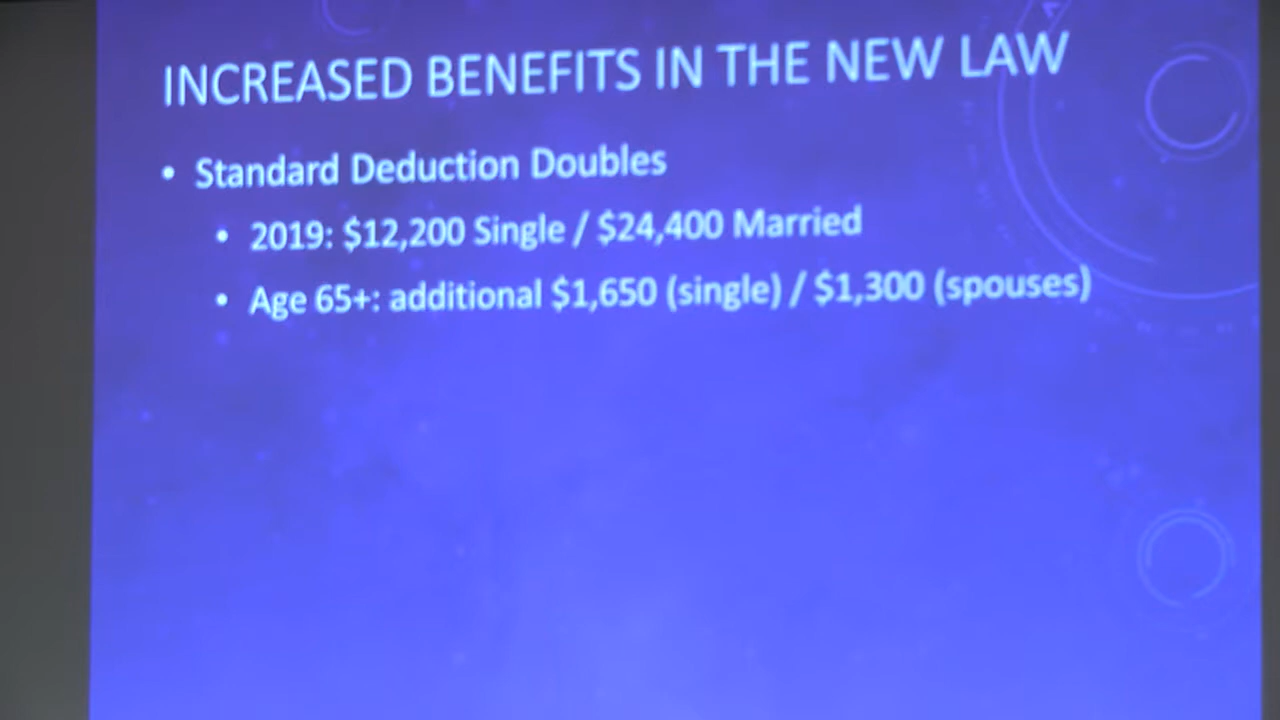 INCREASED BENEFITS IN THE NEW LAW
• Standard Deduction Doubles
• 2019: $12,200 Single / $24,400 Married
• Age 65+: additional $1,650 (single) / $1,300 (spouses)